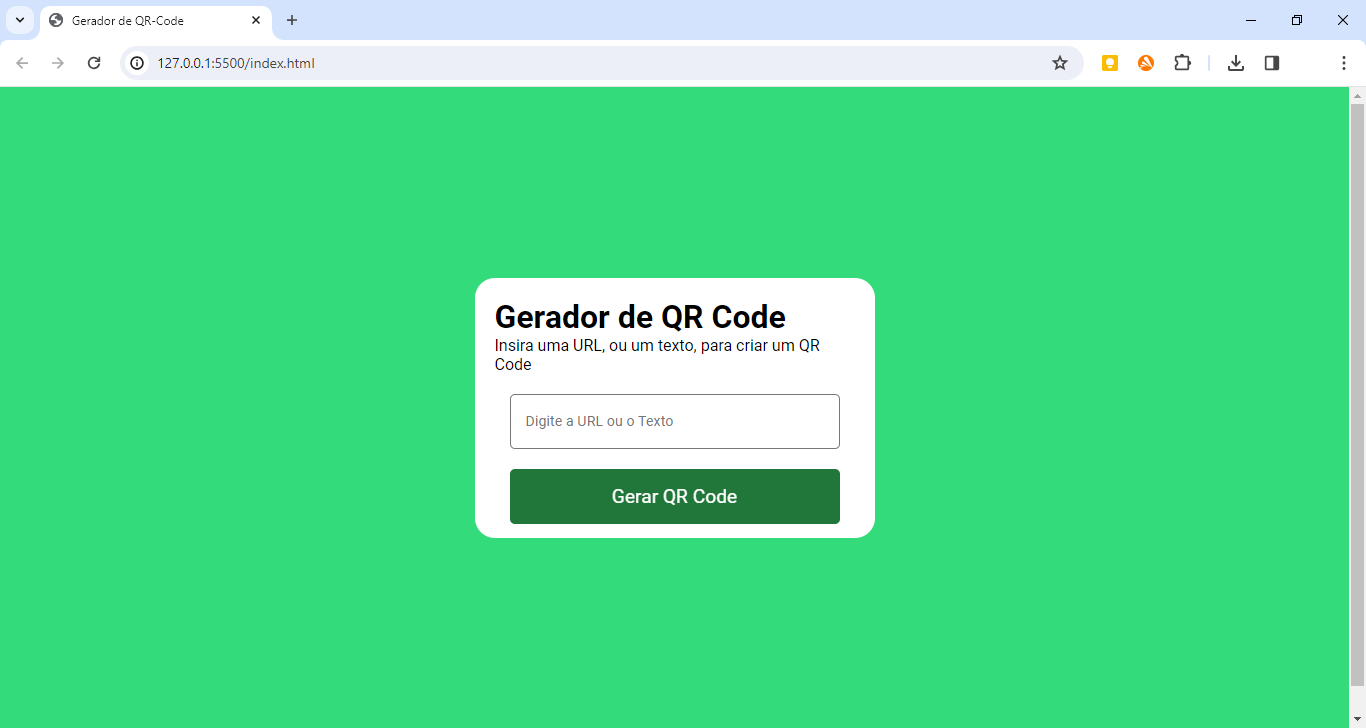 Gerador de QR-Code
127.0.0.1:5500/index.html
Gerador de QR Code
Insira uma URL, ou um texto, para criar um QR
Code
Digite a URL ou o Texto
Gerar QR Code